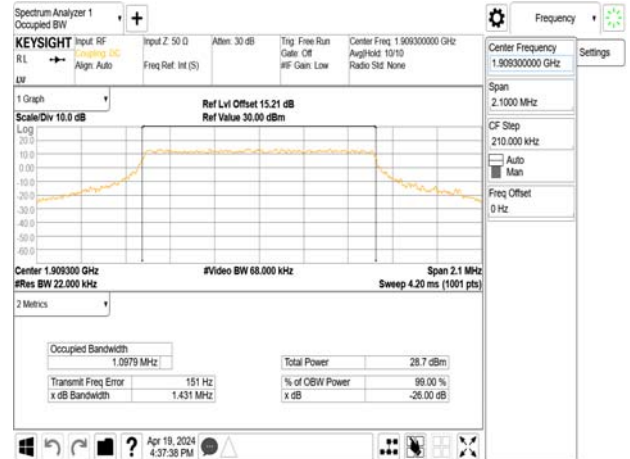 Spectrum Analyzer 1
Occupied BW
+
Frequency
KEYSIGHT
Input: RF
Coupling: DC
Align: Auto
Input Z: 50 Ω
Freq Ref: Int (S)
Atten: 30 dB
Trig: Free Run
Gate: Off
#IF Gain: Low
Center Freq: 1.909300000 GHz
Avg|Hold: 10/10
Radio Std: None
RL
Center Frequency
1.909300000 GHz
Settings
Span
2.1000 MHz
CF Step
210.000 kHz
Auto
Man
Freq Offset
0 Hz
1 Graph
Scale/Div 10.0 dB
Ref Lvl Offset 15.21 dB
Ref Value 30.00 dBm
Log
20.0
10.0
0.00
-10.0
-20.0
-30.0
-40.0
-50.0
-60.0
Center 1.909300 GHz
#Res BW 22.000 kHz
#Video BW 68.000 kHz
Span 2.1 MHz
Sweep 4.20 ms (1001 pts)
2 Metrics
Occupied Bandwidth
1.0979 MHz
Total Power 28.7 dBm
Transmit Freq Error 151 Hz
% of OBW Power 99.00 %
x dB Bandwidth 1.431 MHz
x dB -26.00 dB
?
Apr 19, 2024
4:37:38 PM